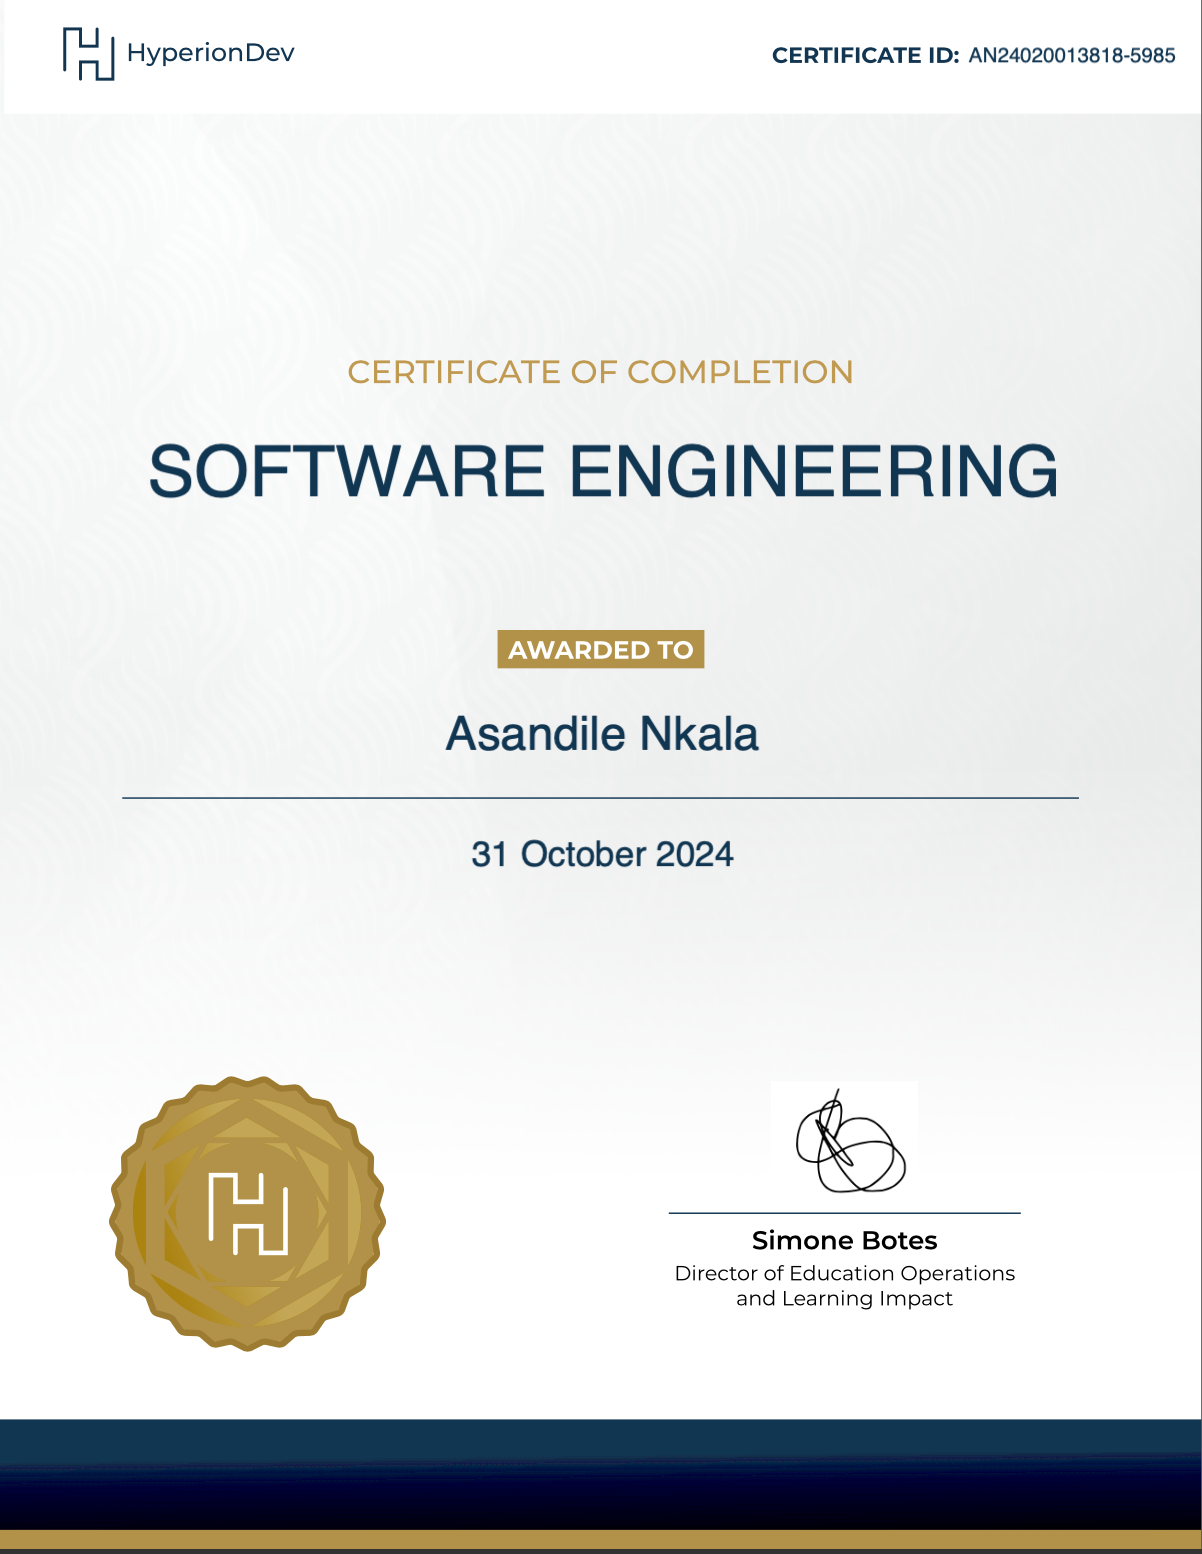 HyperionDev
CERTIFICATE ID: AN24020013818-5985
CERTIFICATE OF COMPLETION
SOFTWARE ENGINEERING
AWARDED TO
Asandile Nkala
31 October 2024
Simone Botes
Director of Education Operations
and Learning Impact